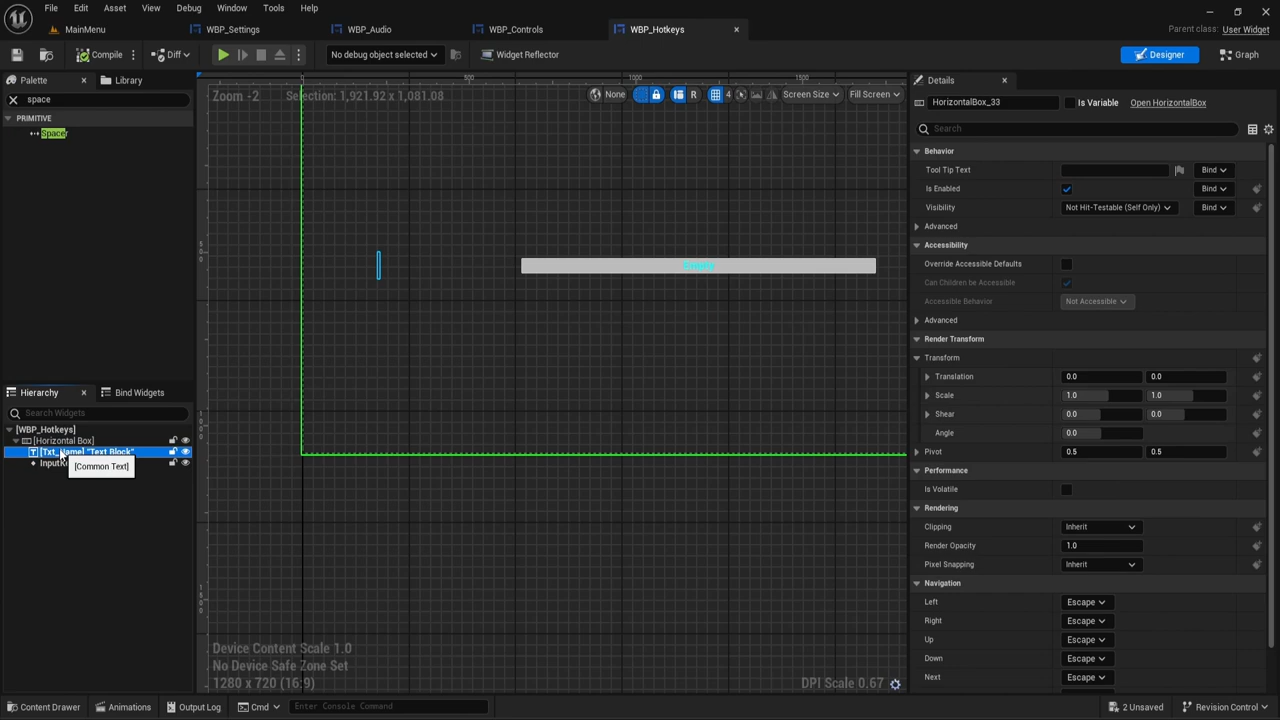 File Edit Asset View Debug Window Tools Help
MainMenu WBP_Settings WBP_Audio WBP_Controls WBP_Hotkeys
Parent class: User Widget
Compile Diff No debug object selected Widget Reflector Designer Graph
Palette Library
space
PRIMITIVE
Spacer
Hierarchy Bind Widgets
Search Widgets
[WBP_Hotkeys]
[Horizontal Box]
[Txt_Name] "Text Block"
[Common Text]
0 500 1000 1500
Zoom -2 Selection: 1,921.92 x 1,081.08
None R 4 Screen Size Fill Screen
Empty
Device Content Scale 1.0
No Device Safe Zone Set
1280 x 720 (16:9) DPI Scale 0.67
Details
HorizontalBox_33 Is Variable Open HorizontalBox
Search
Behavior
Tool Tip Text Bind
Is Enabled Bind
Visibility Not Hit-Testable (Self Only) Bind
Advanced
Accessibility
Override Accessible Defaults
Can Children be Accessible
Accessible Behavior Not Accessible
Advanced
Render Transform
Transform
Translation 0.0 0.0
Scale 1.0 1.0
Shear 0.0 0.0
Angle 0.0
Pivot 0.5 0.5
Performance
Is Volatile
Rendering
Clipping Inherit
Render Opacity 1.0
Pixel Snapping Inherit
Navigation
Left Escape
Right Escape
Up Escape
Down Escape
Next Escape
Content Drawer Animations Output Log Cmd Enter Console Command 2 Unsaved Revision Control